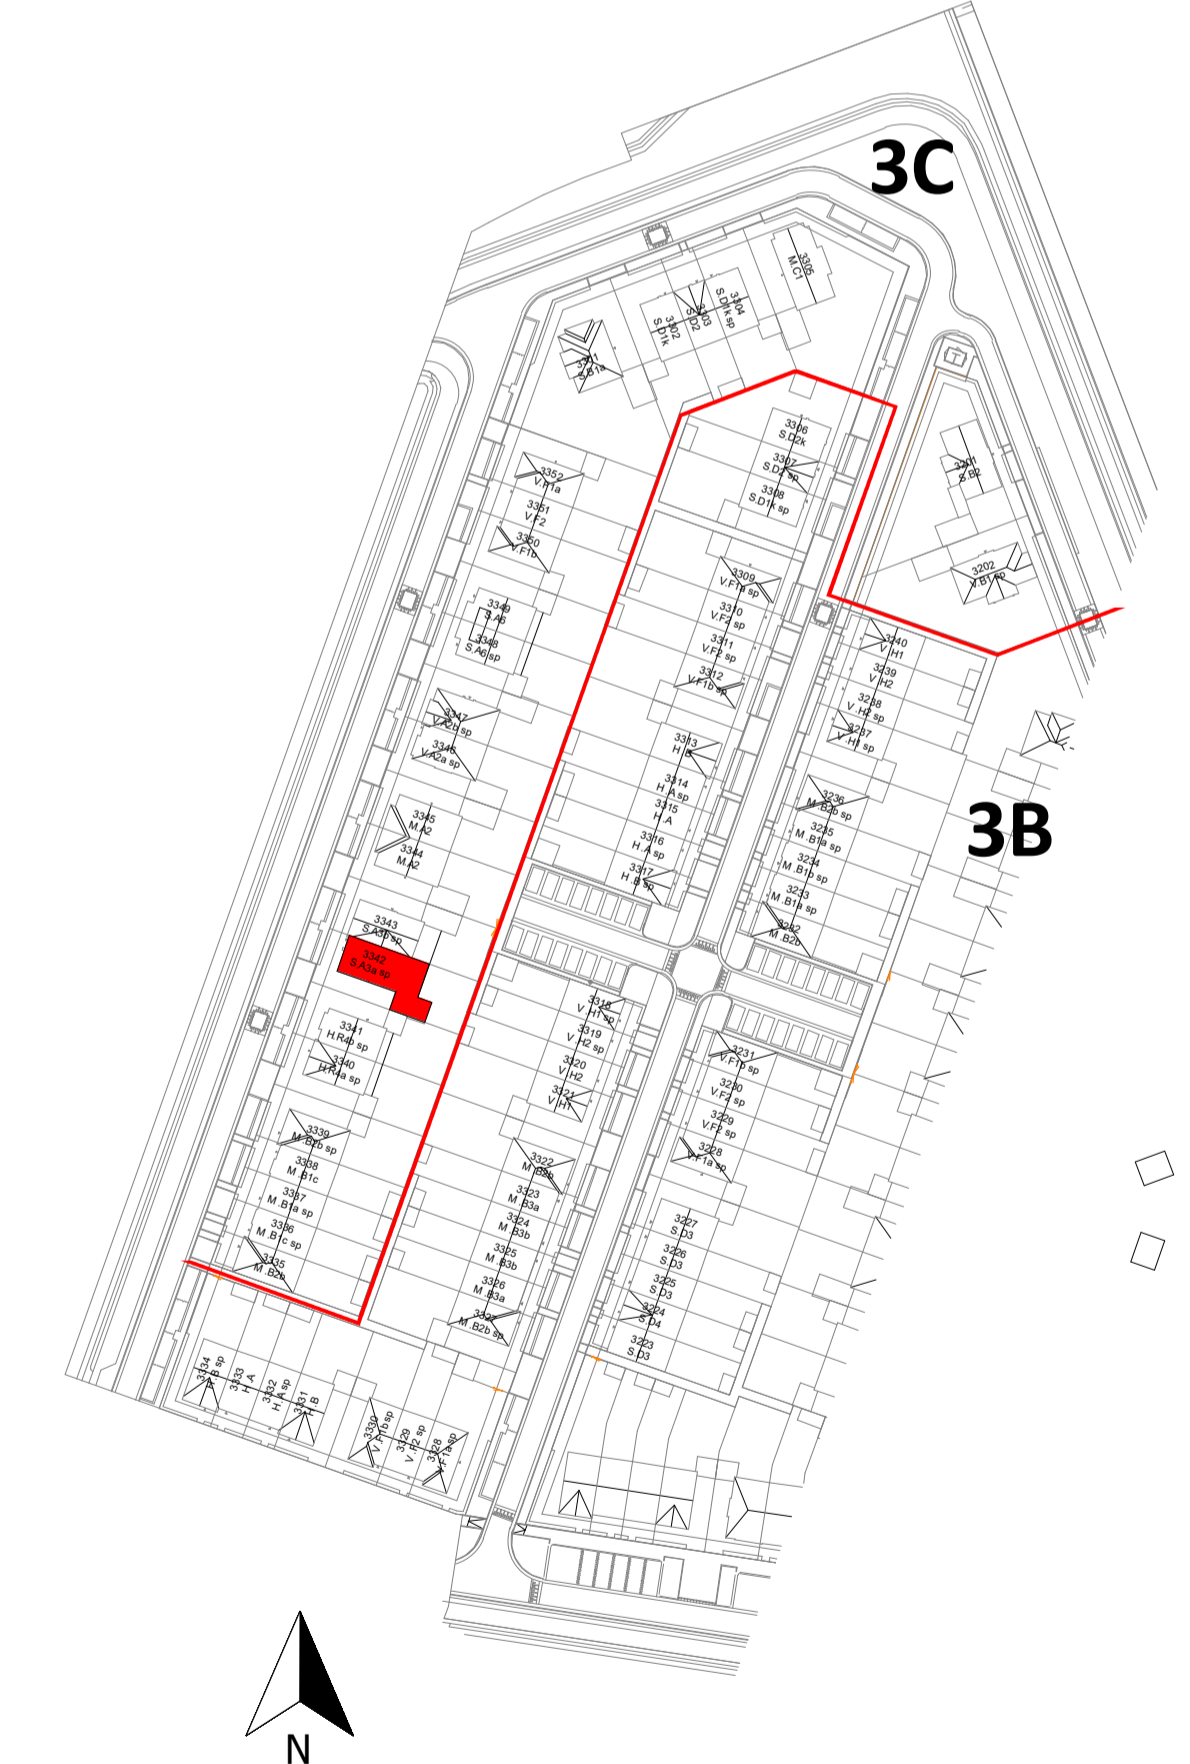 3C
3305
M.C1
3304
S.D1k sp
3303
S.D2
3302
S.D1k
3301
S.B1a
3306
S.D2k
3307
S.D2 sp
3308
S.D1k sp
3201
S.B2
3202
V.B1 sp
3352
V.F1a
3351
V.F2
3350
V.F1b
3349
S.A6
3348
S.A6 sp
3347
V.A2b sp
3346
V.A2a sp
3345
M.A2
3344
M.A2
3343
S.A3b sp
3342
S.A3a sp
3341
H.R4b sp
3340
H.R4a sp
3339
M.B2b sp
3338
M.B1c
3337
M.B1a sp
3336
M.B1c sp
3335
M.B2b
3309
V.F1a sp
3310
V.F2 sp
3311
V.F2 sp
3312
V.F1b sp
3313
H.B
3314
H.A sp
3315
H.A
3316
H.A sp
3317
H.B sp
3240
V.H1
3239
V.H2
3238
V.H2 sp
3237
V.H1 sp
3236
M.B2b sp
3235
M.B1a sp
3234
M.B1b sp
3233
M.B1a sp
3232
M.B2b
3B
3318
V.H1 sp
3319
V.H2 sp
3320
V.H2
3321
V.H1
3322
M.B2b
3323
M.B3a
3324
M.B3b
3325
M.B3b
3326
M.B3a
3327
M.B2b sp
3231
V.F1b sp
3230
V.F2 sp
3229
V.F2 sp
3228
V.F1a sp
3227
S.D3
3226
S.D3
3225
S.D3
3224
S.D4
3223
S.D3
3334
H.B sp
3333
H.A
3332
H.A sp
3331
H.B
3330
V.F1b sp
3329
V.F2 sp
3328
V.F1a sp
N